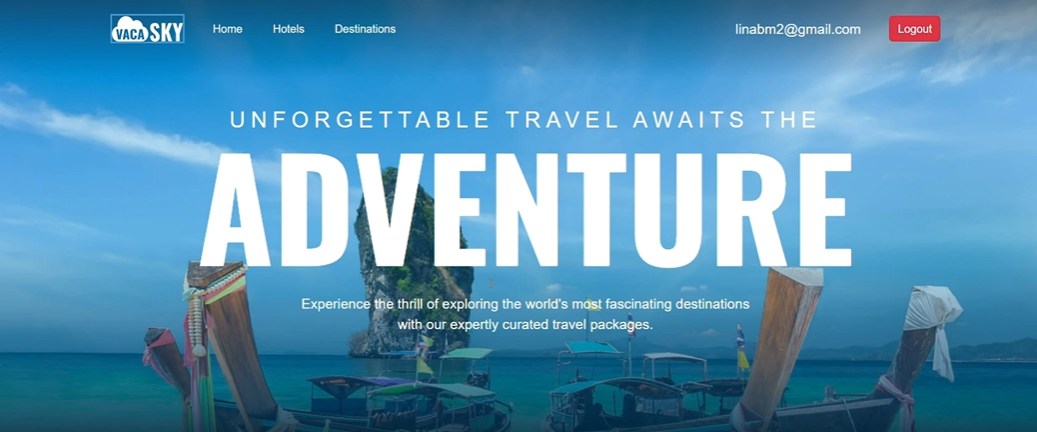 VACA SKY
Home Hotels Destinations linabm2@gmail.com Logout
UNFORGETTABLE TRAVEL AWAITS THE
ADVENTURE
Experience the thrill of exploring the world's most fascinating destinations
with our expertly curated travel packages.